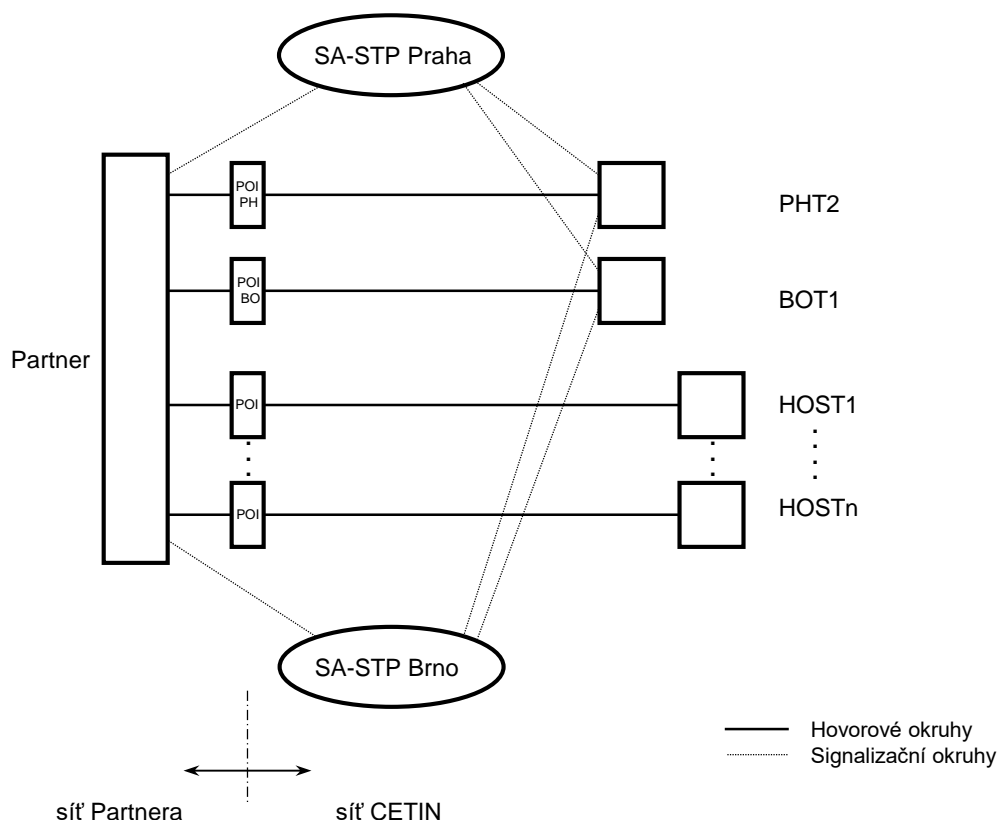 SA-STP Praha
POI
PH
PHT2
POI
BO
BOT1
Partner
POI
HOST1
POI
HOSTn
SA-STP Brno
Hovorové okruhy
Signalizační okruhy
síť Partnera
síť CETIN